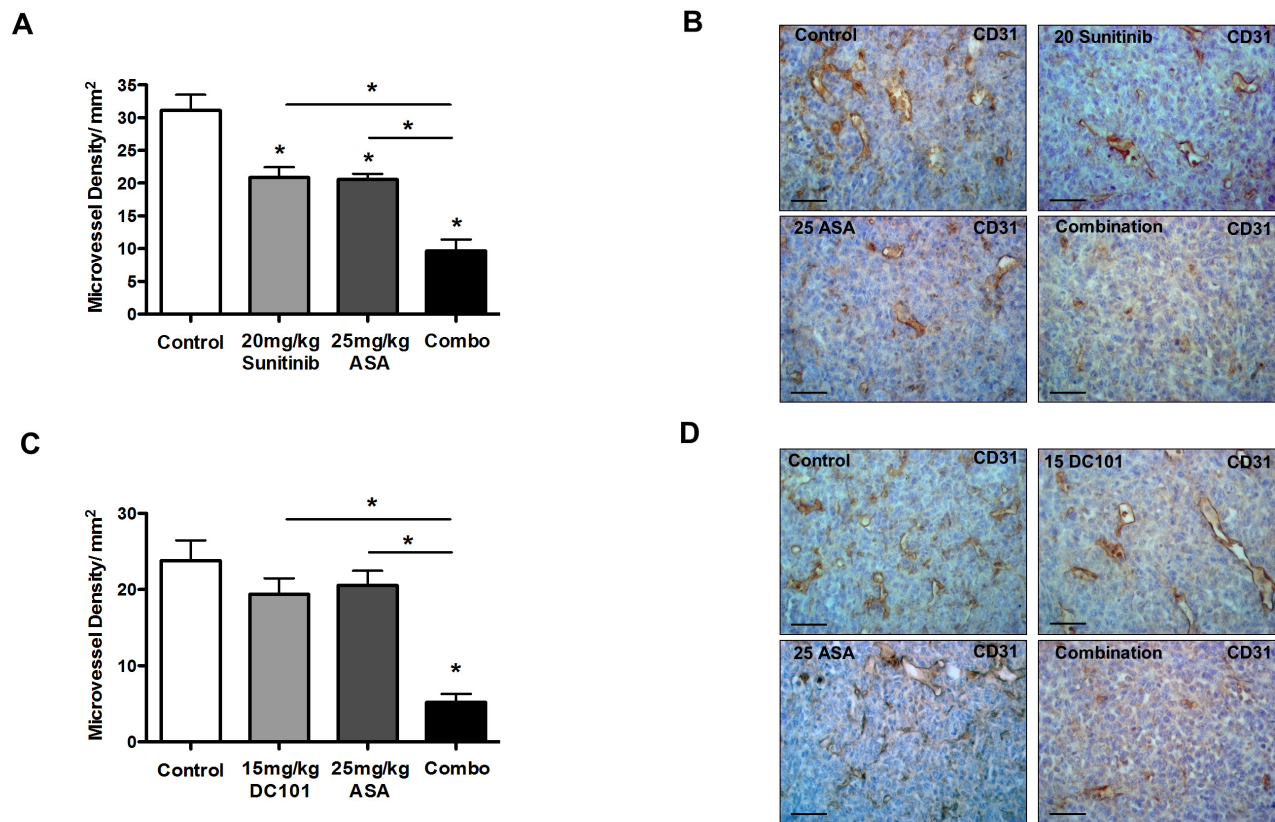 A
Microvessel Density/ mm2
35
30
25
20
15
10
5
0
*
*
*
*
*
Control
20mg/kg
Sunitinib
25mg/kg
ASA
Combo
B
Control CD31
20 Sunitinib CD31
25 ASA CD31
Combination CD31
C
Microvessel Density/ mm2
30
20
10
0
*
*
*
Control
15mg/kg
DC101
25mg/kg
ASA
Combo
D
Control CD31
15 DC101 CD31
25 ASA CD31
Combination CD31